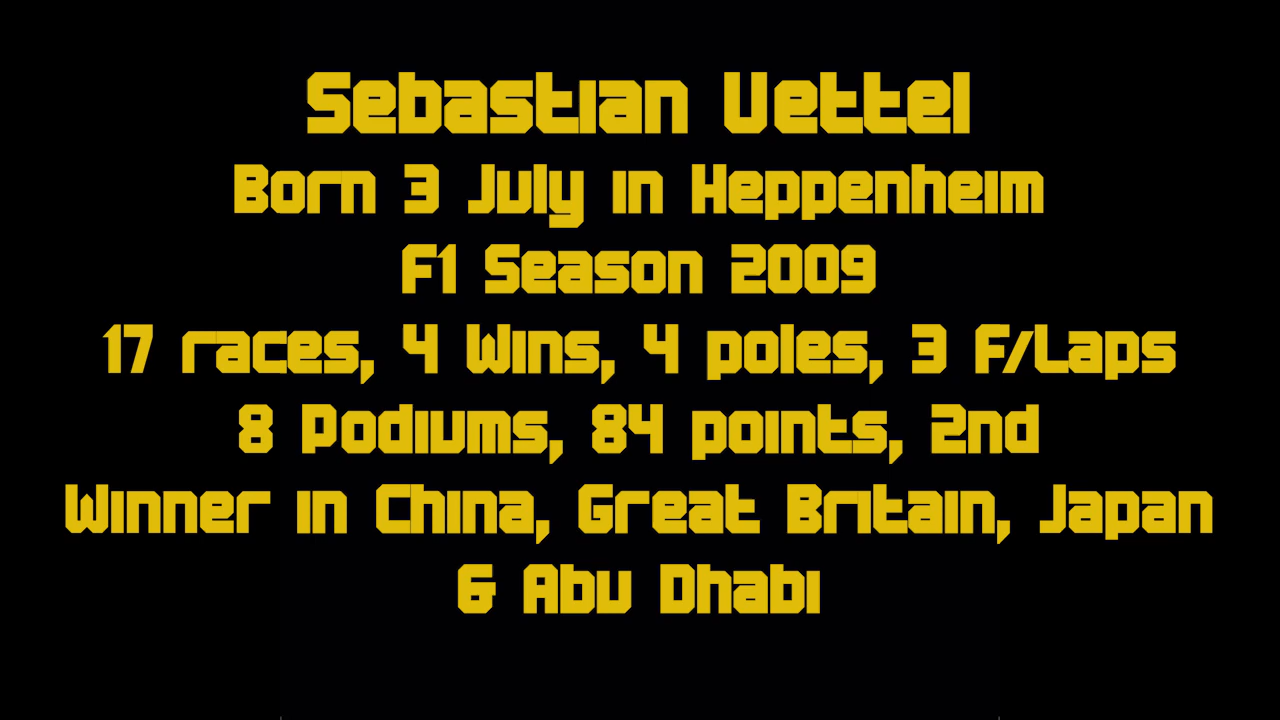 Sebastian Vettel
Born 3 July in Heppenheim
F1 Season 2009
17 races, 4 Wins, 4 poles, 3 F/Laps
8 Podiums, 84 points, 2nd
Winner in China, Great Britain, Japan
& Abu Dhabi